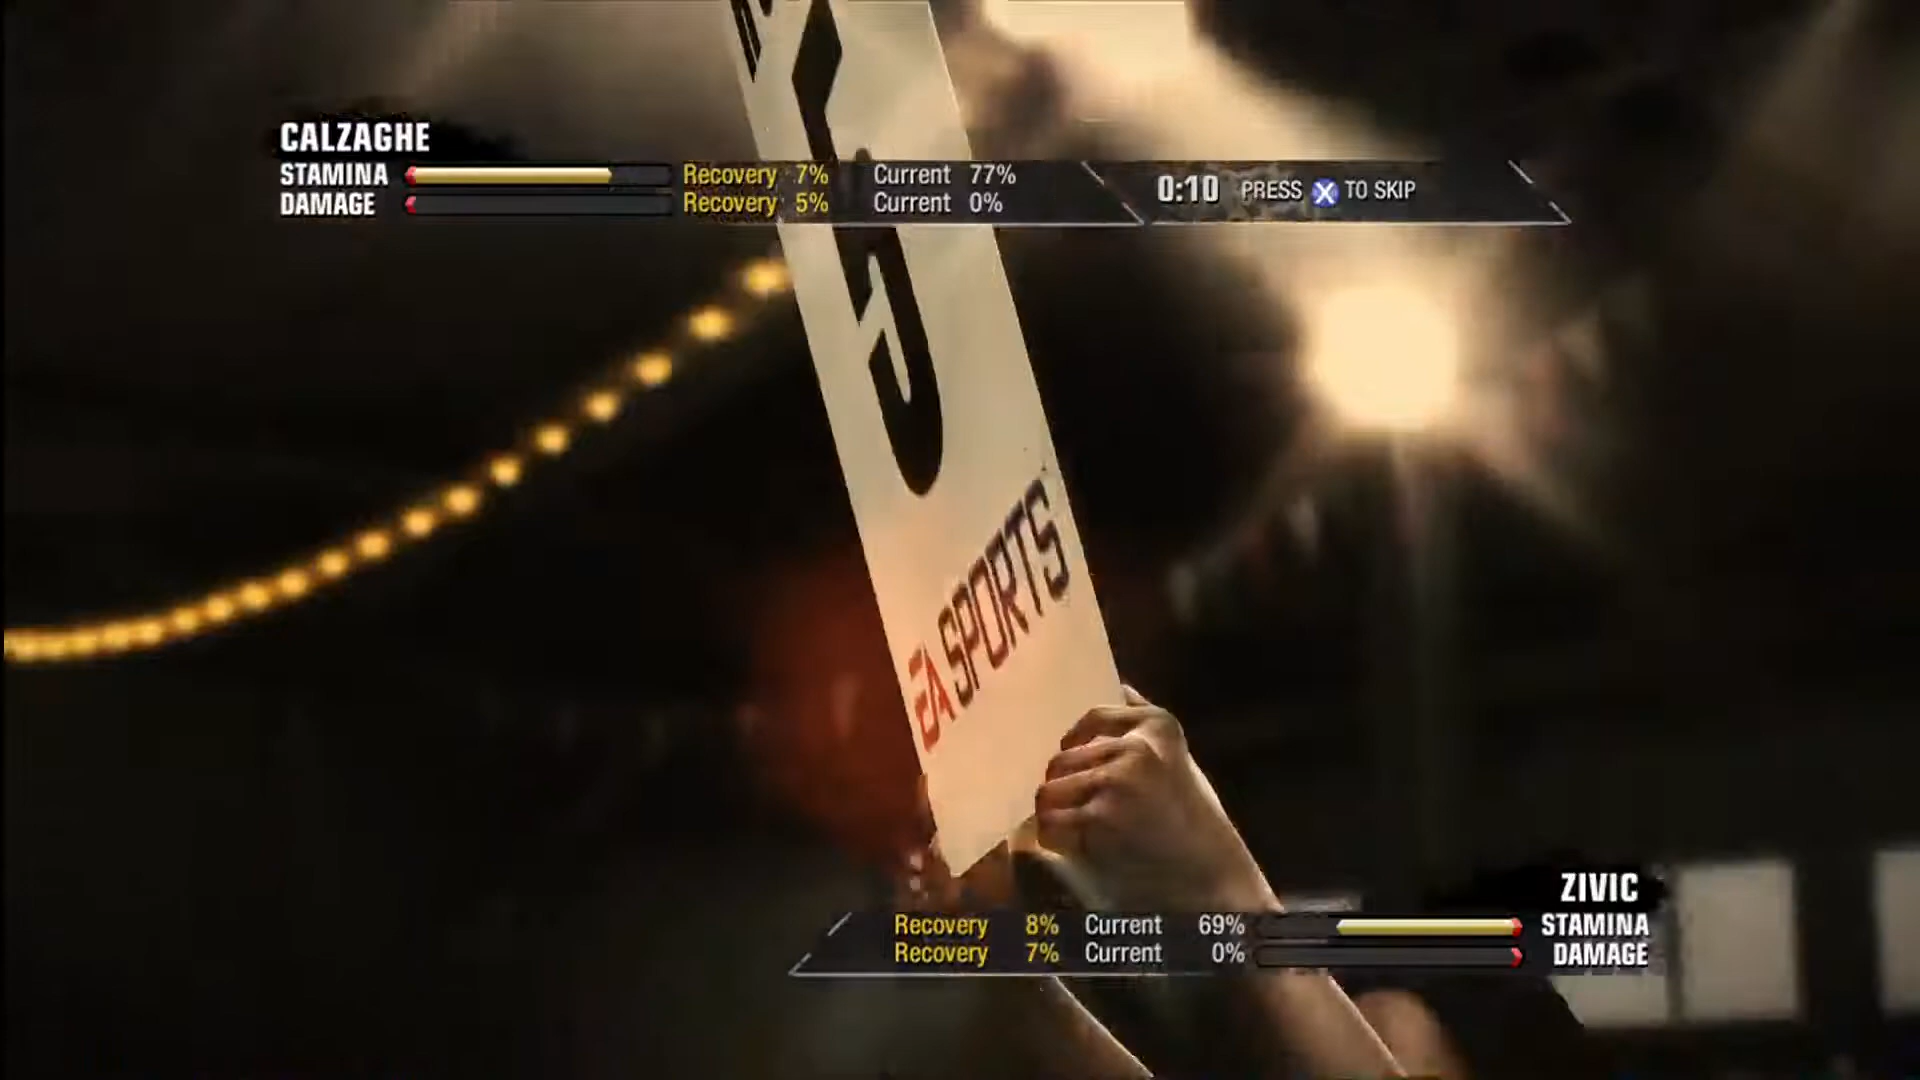 CALZAGHE
STAMINA Recovery 7% Current 77%
DAMAGE Recovery 5% Current 0%
0:10 PRESS X TO SKIP
5
EA SPORTS
ZIVIC
Recovery 8% Current 69% STAMINA
Recovery 7% Current 0% DAMAGE